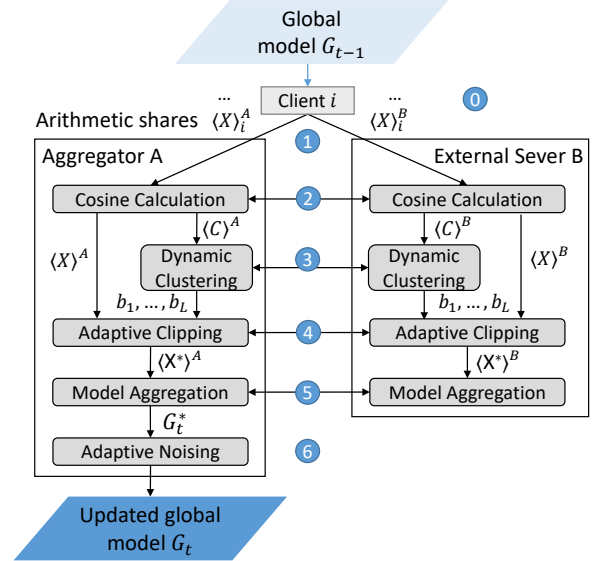 Global
model G_{t−1}
...
Client i
...
0
Arithmetic shares
⟨X⟩_i^A
⟨X⟩_i^B
1
Aggregator A
External Sever B
Cosine Calculation
2
Cosine Calculation
⟨C⟩^A
⟨C⟩^B
⟨X⟩^A
Dynamic
Clustering
3
Dynamic
Clustering
⟨X⟩^B
b_1, ..., b_L
b_1, ..., b_L
Adaptive Clipping
4
Adaptive Clipping
⟨X*⟩^A
⟨X*⟩^B
Model Aggregation
5
Model Aggregation
G_t^*
Adaptive Noising
6
Updated global
model G_t